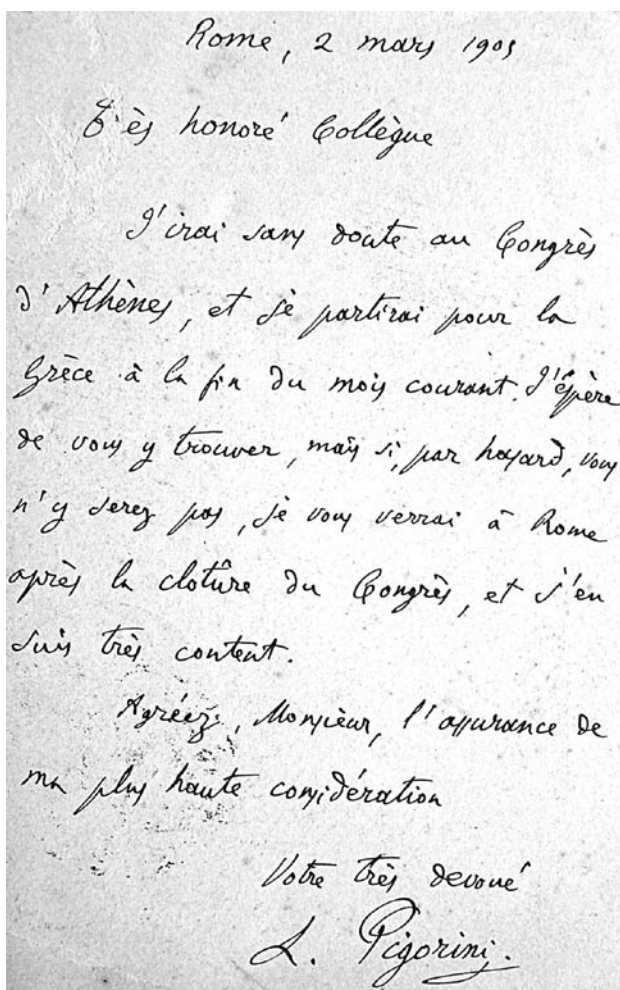 Rome, 2 mars 1905
Très honoré Collègue
J'irai sans doute au Congrès
d'Athènes, et je partirai pour la
Grèce à la fin du mois courant. J'éspère
de vous y trouver, mais si, par hasard, vous
n'y serez pas, je vous verrai à Rome
après la clotûre du Congrès, et j'en
suis très content.
Agréez, Monsieur, l'assurance de
ma plus haute considération
Votre très devoué
L. Pigorini.